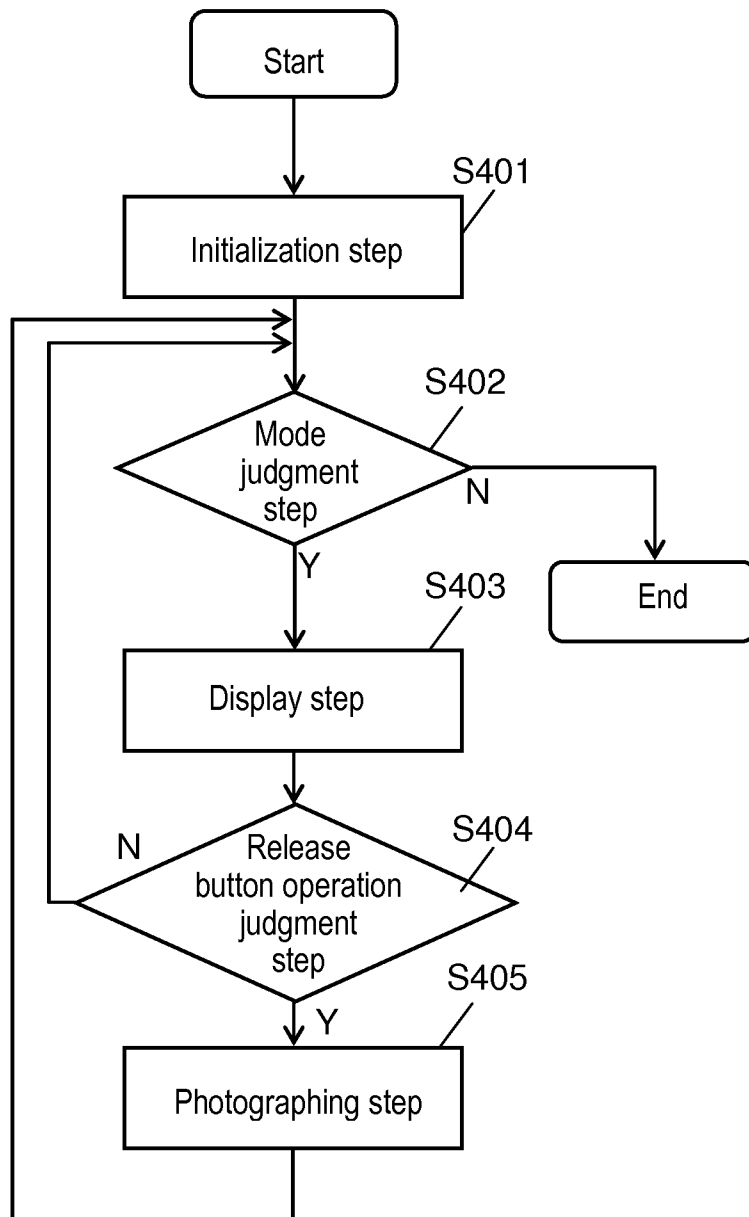 Start
S401
Initialization step
S402
Mode
judgment
step
N
Y
End
S403
Display step
S404
N
Release
button operation
judgment
step
S405
Y
Photographing step